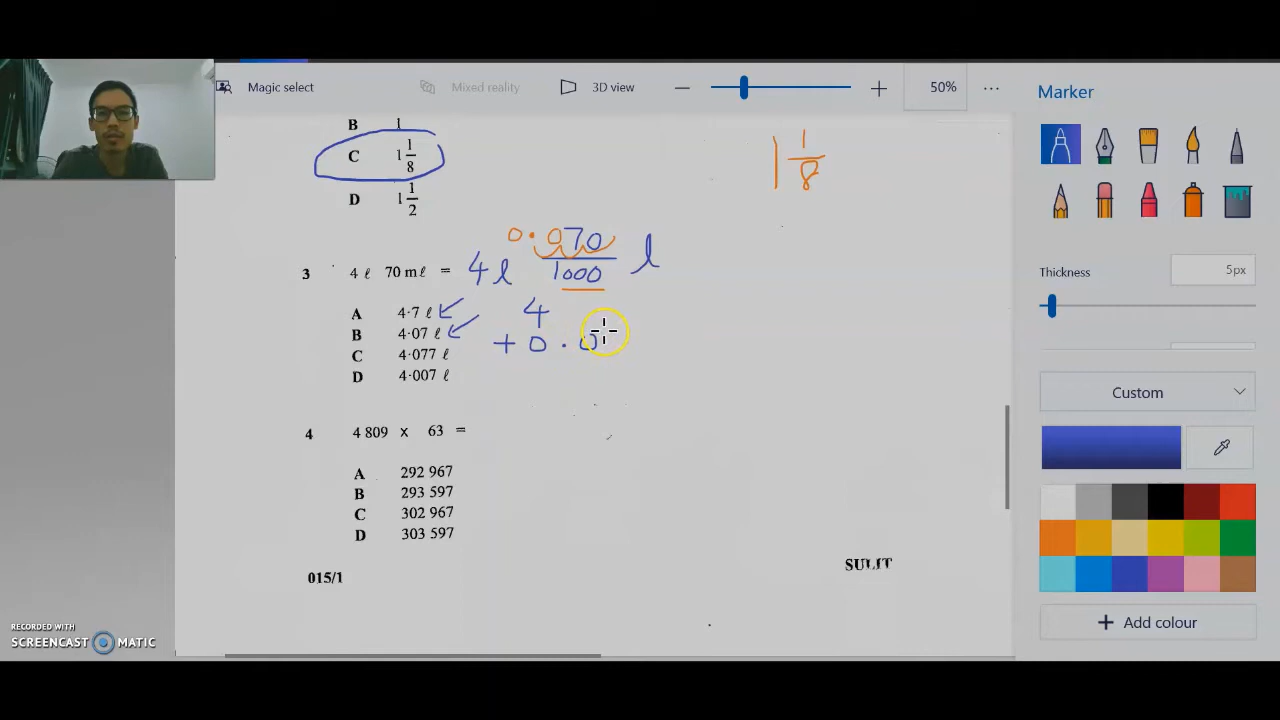 Magic select
Mixed reality
3D view
50%
Marker
B 1
C 1 1/8
D 1 1/2
1 1/8
Thickness
5px
3 4 ℓ 70 mℓ = 4 ℓ 0.070/1000 ℓ
A 4·7 ℓ
B 4·07 ℓ
C 4·077 ℓ
D 4·007 ℓ
4
+ 0.0
Custom
4 4 809 x 63 =
A 292 967
B 293 597
C 302 967
D 303 597
SULIT
015/1
+ Add colour
RECORDED WITH
SCREENCAST MATIC